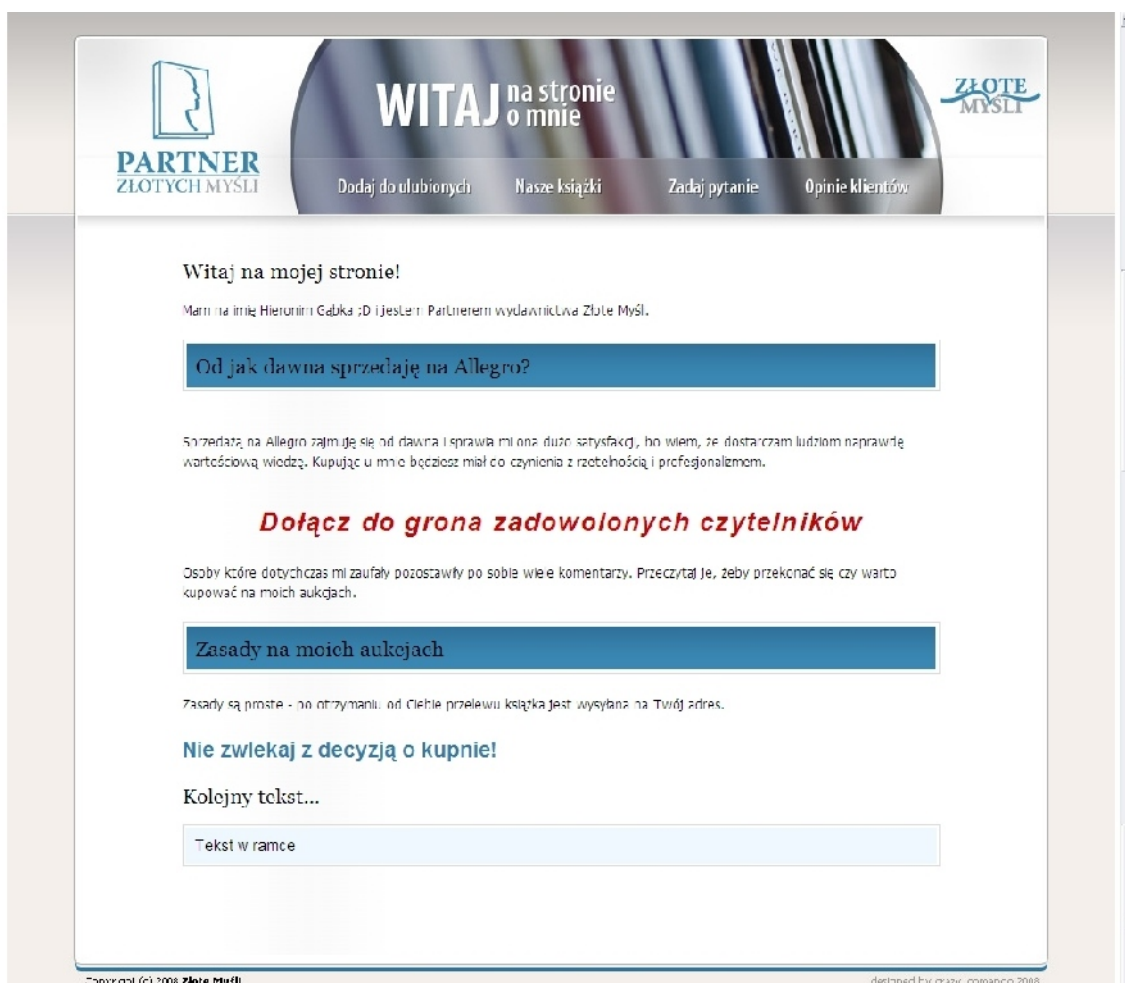 WITAJ na stronie
o mnie
ZŁOTE
MYŚLI
PARTNER
ZŁOTYCH MYŚLI
Dodaj do ulubionych Nasze książki Zadaj pytanie Opinie klientów
Witaj na mojej stronie!
Mam na imię Hieronim Gąbka ;D i jestem Partnerem wydawnictwa Złote Myśli.
Od jak dawna sprzedaję na Allegro?
Sprzedażą na Allegro zajmuję się od dawna i sprawia mi ona dużo satysfakcji, bo wiem, że dostarczam ludziom naprawdę
wartościową wiedzę. Kupując u mnie będziesz miał do czynienia z rzetelnością i profesjonalizmem.
Dołącz do grona zadowolonych czytelników
Osoby które dotychczas mi zaufały pozostawiły po sobie wiele komentarzy. Przeczytaj je, żeby przekonać się czy warto
kupować na moich aukcjach.
Zasady na moich aukcjach
Zasady są proste - po otrzymaniu od Ciebie przelewu książka jest wysyłana na Twój adres.
Nie zwlekaj z decyzją o kupnie!
Kolejny tekst...
Tekst w ramce
Copyright (c) 2008 Złote Myśli
designed by 2008